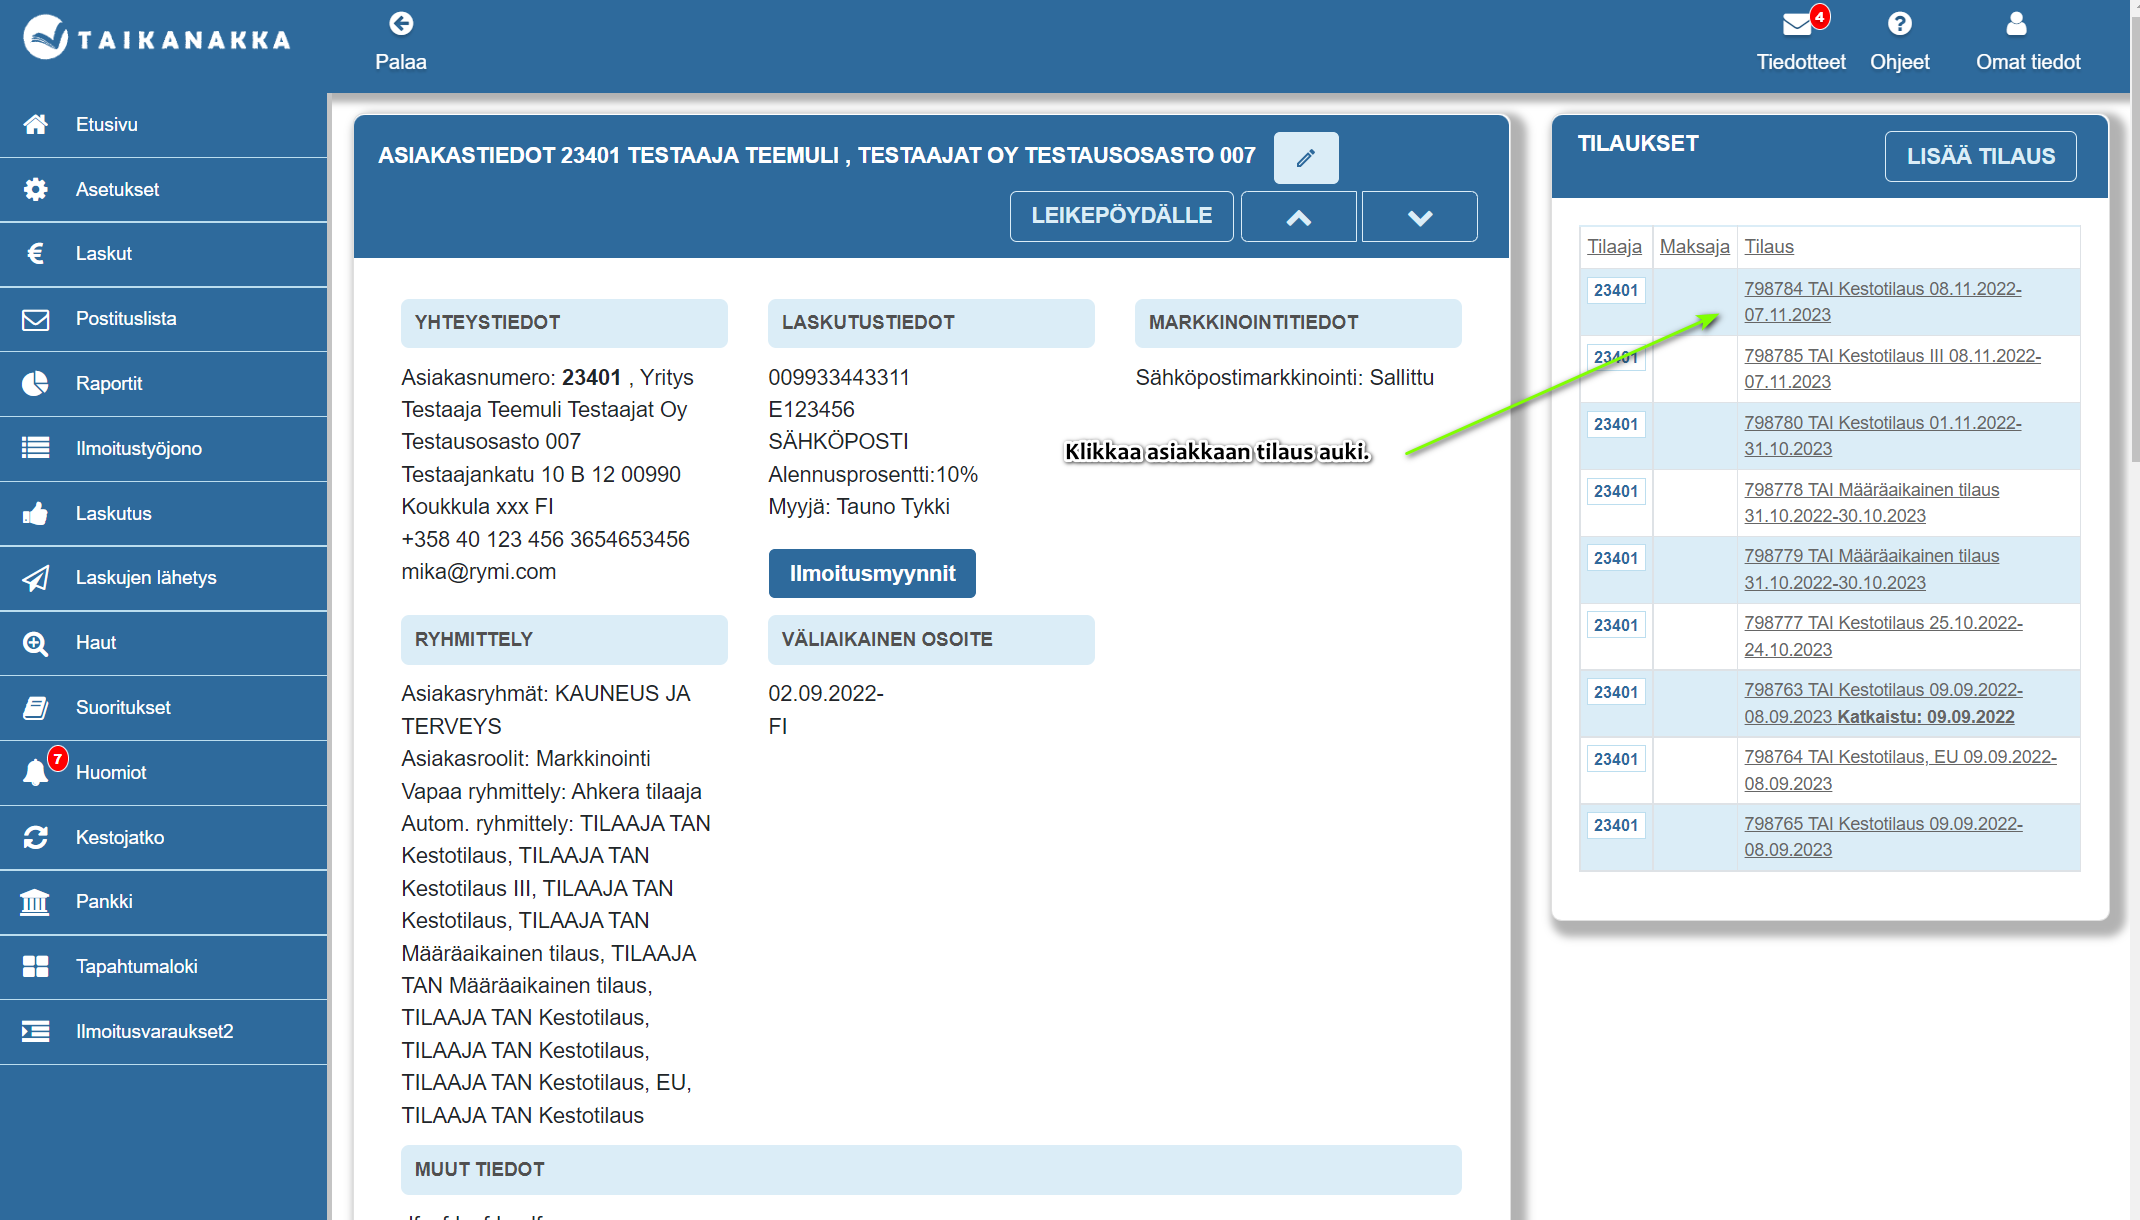 TAIKANAKKA
Palaa
4
Tiedotteet
Ohjeet
Omat tiedot
Etusivu
Asetukset
Laskut
Postituslista
Raportit
Ilmoitustyöjono
Laskutus
Laskujen lähetys
Haut
Suoritukset
7
Huomiot
Kestojatko
Pankki
Tapahtumaloki
Ilmoitusvaraukset2
ASIAKASTIEDOT 23401 TESTAAJA TEEMULI , TESTAAJAT OY TESTAUSOSASTO 007
LEIKEPÖYDÄLLE
YHTEYSTIEDOT
Asiakasnumero: 23401 , Yritys
Testaaja Teemuli Testaajat Oy
Testausosasto 007
Testaajankatu 10 B 12 00990
Koukkula xxx FI
+358 40 123 456 3654653456
mika@rymi.com
LASKUTUSTIEDOT
009933443311
E123456
SÄHKÖPOSTI
Alennusprosentti:10%
Myyjä: Tauno Tykki
Ilmoitusmyynnit
MARKKINOINTITIEDOT
Sähköpostimarkkinointi: Sallittu
Klikkaa asiakkaan tilaus auki.
RYHMITTELY
Asiakasryhmät: KAUNEUS JA
TERVEYS
Asiakasroolit: Markkinointi
Vapaa ryhmittely: Ahkera tilaaja
Autom. ryhmittely: TILAAJA TAN
Kestotilaus, TILAAJA TAN
Kestotilaus III, TILAAJA TAN
Kestotilaus, TILAAJA TAN
Määräaikainen tilaus, TILAAJA
TAN Määräaikainen tilaus,
TILAAJA TAN Kestotilaus,
TILAAJA TAN Kestotilaus,
TILAAJA TAN Kestotilaus, EU,
TILAAJA TAN Kestotilaus
VÄLIAIKAINEN OSOITE
02.09.2022-
FI
MUUT TIEDOT
TILAUKSET
LISÄÄ TILAUS
Tilaaja Maksaja Tilaus
23401 798784 TAI Kestotilaus 08.11.2022-
07.11.2023
23401 798785 TAI Kestotilaus III 08.11.2022-
07.11.2023
23401 798780 TAI Kestotilaus 01.11.2022-
31.10.2023
23401 798778 TAI Määräaikainen tilaus
31.10.2022-30.10.2023
23401 798779 TAI Määräaikainen tilaus
31.10.2022-30.10.2023
23401 798777 TAI Kestotilaus 25.10.2022-
24.10.2023
23401 798763 TAI Kestotilaus 09.09.2022-
08.09.2023 Katkaistu: 09.09.2022
23401 798764 TAI Kestotilaus, EU 09.09.2022-
08.09.2023
23401 798765 TAI Kestotilaus 09.09.2022-
08.09.2023